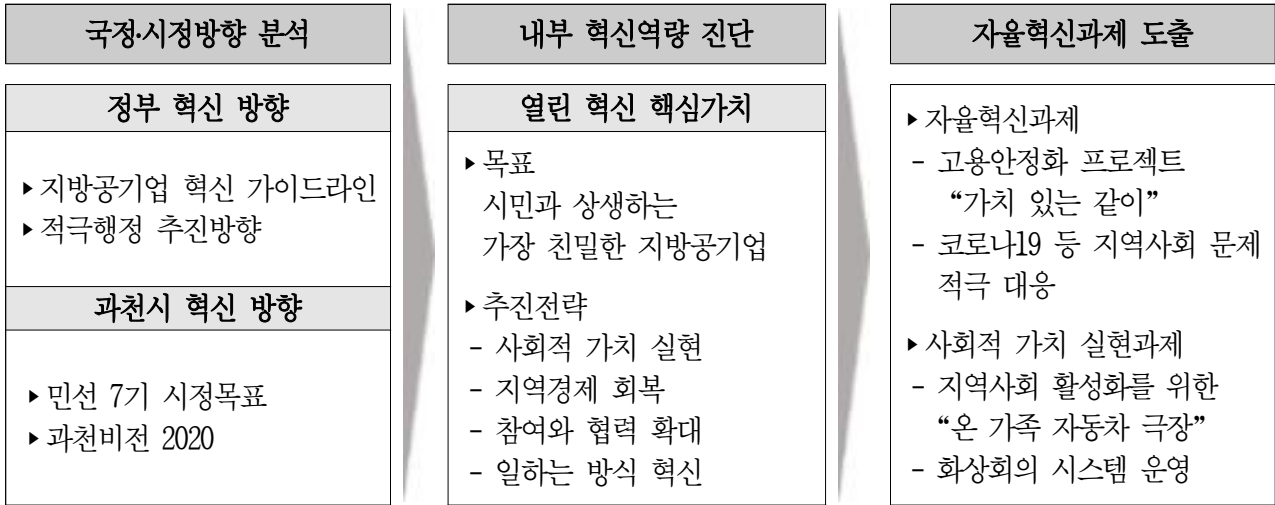 국정·시정방향 분석
정부 혁신 방향
▸지방공기업 혁신 가이드라인
▸적극행정 추진방향
과천시 혁신 방향
▸민선 7기 시정목표
▸과천비전 2020
내부 혁신역량 진단
열린 혁신 핵심가치
▸목표
시민과 상생하는
가장 친밀한 지방공기업
▸추진전략
- 사회적 가치 실현
- 지역경제 회복
- 참여와 협력 확대
- 일하는 방식 혁신
자율혁신과제 도출
▸자율혁신과제
- 고용안정화 프로젝트
“가치 있는 같이”
- 코로나19 등 지역사회 문제
적극 대응
▸사회적 가치 실현과제
- 지역사회 활성화를 위한
“온 가족 자동차 극장”
- 화상회의 시스템 운영